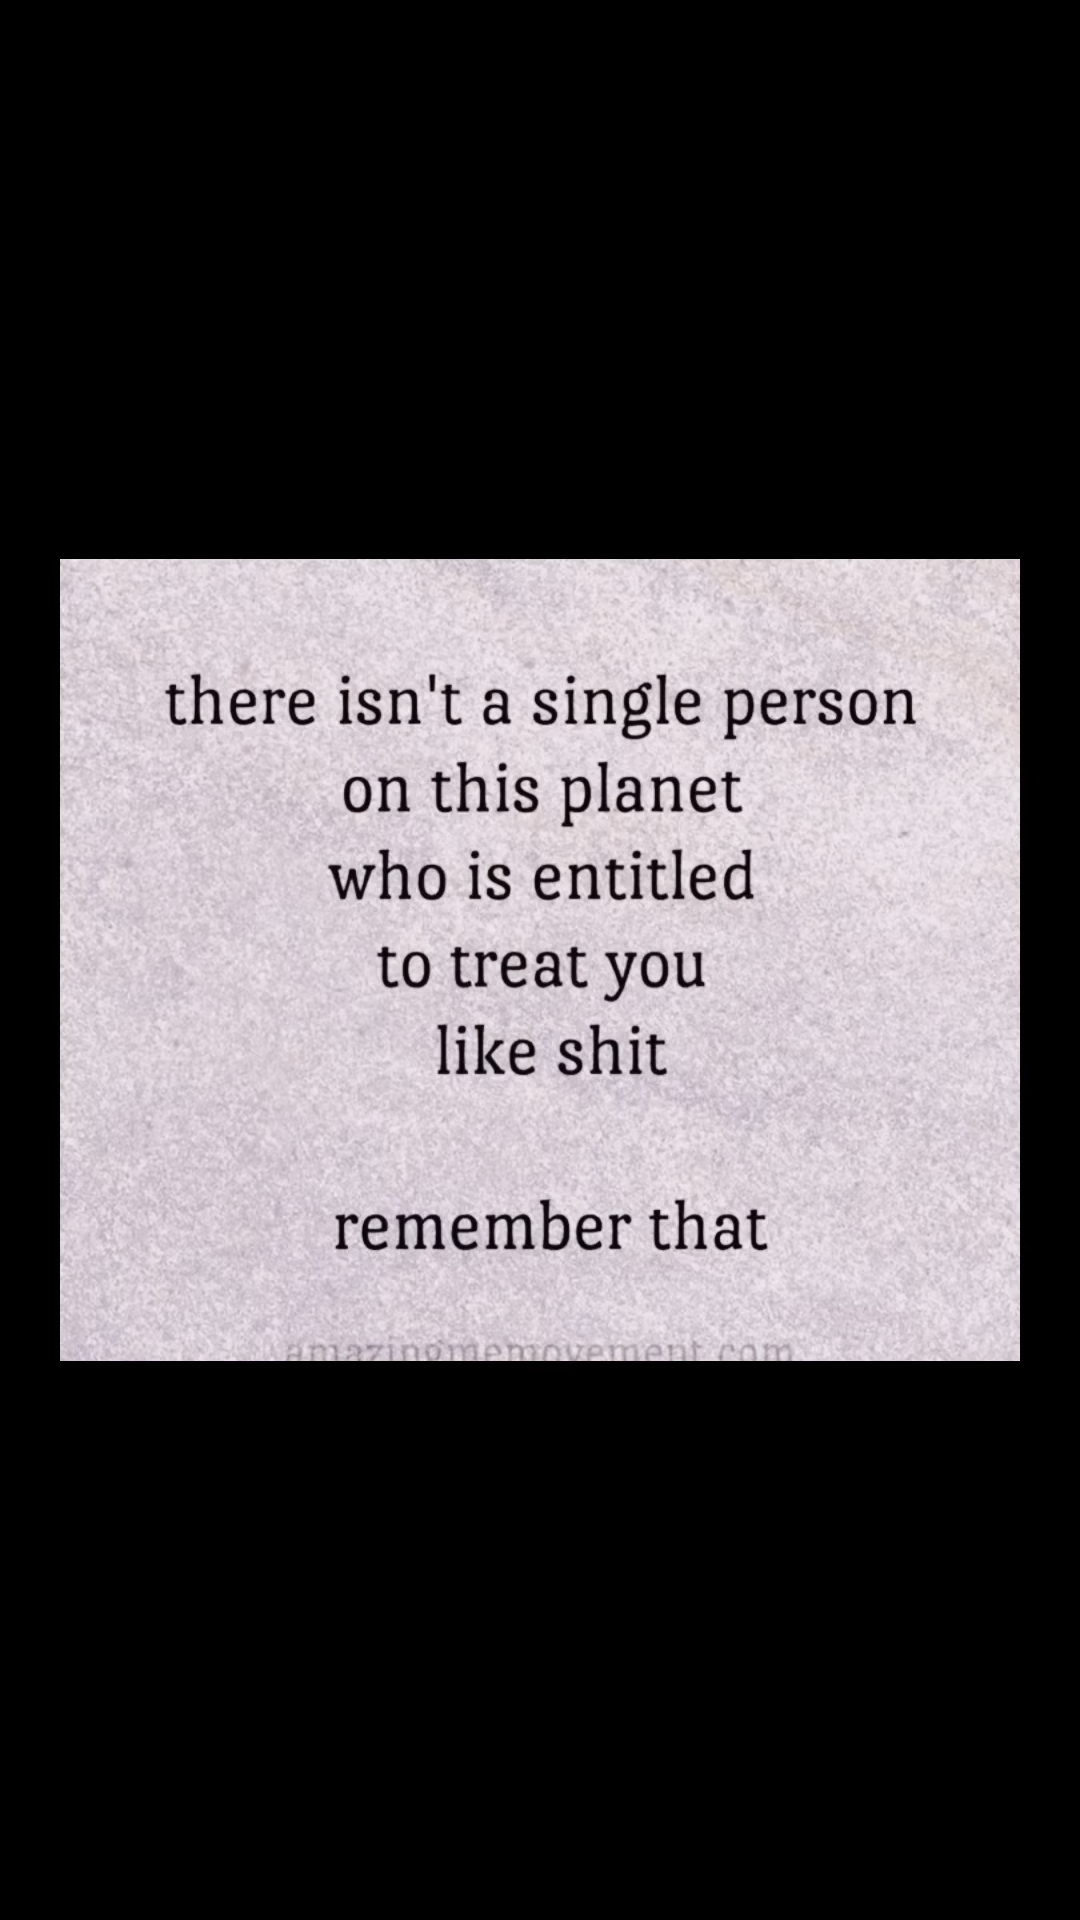 there isn't a single person
on this planet
who is entitled
to treat you
like shit
remember that
amazingmemovement.com